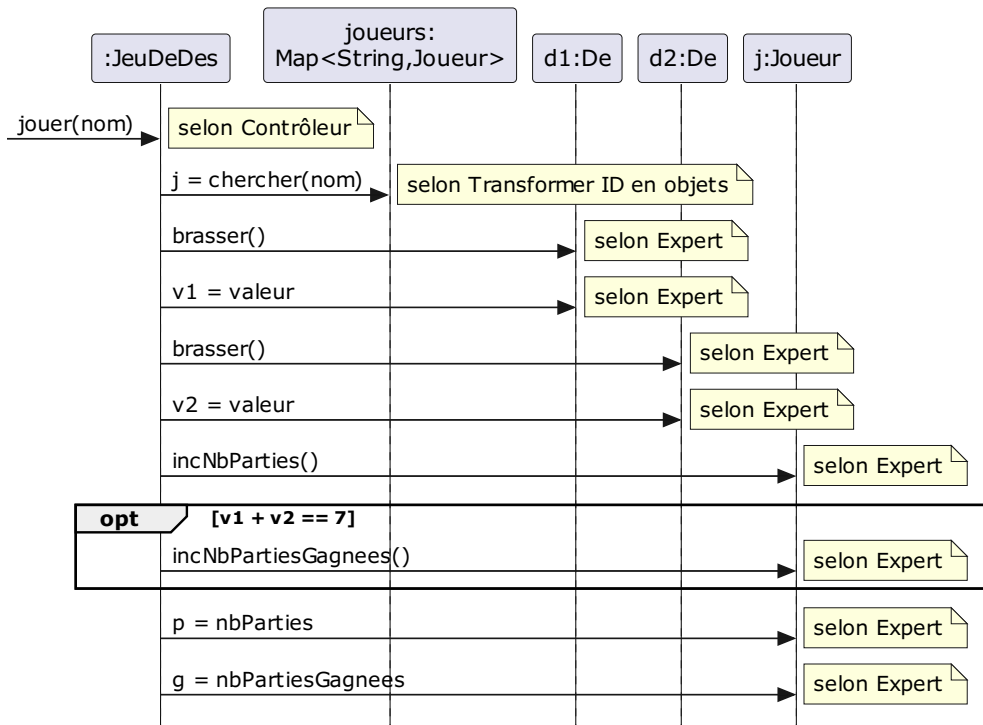 :JeuDeDes
joueurs:
Map<String,Joueur>
d1:De
d2:De
j:Joueur
jouer(nom)
selon Contrôleur
j = chercher(nom)
selon Transformer ID en objets
brasser()
selon Expert
v1 = valeur
selon Expert
brasser()
selon Expert
v2 = valeur
selon Expert
incNbParties()
selon Expert
opt
[v1 + v2 == 7]
incNbPartiesGagnees()
selon Expert
p = nbParties
selon Expert
g = nbPartiesGagnees
selon Expert